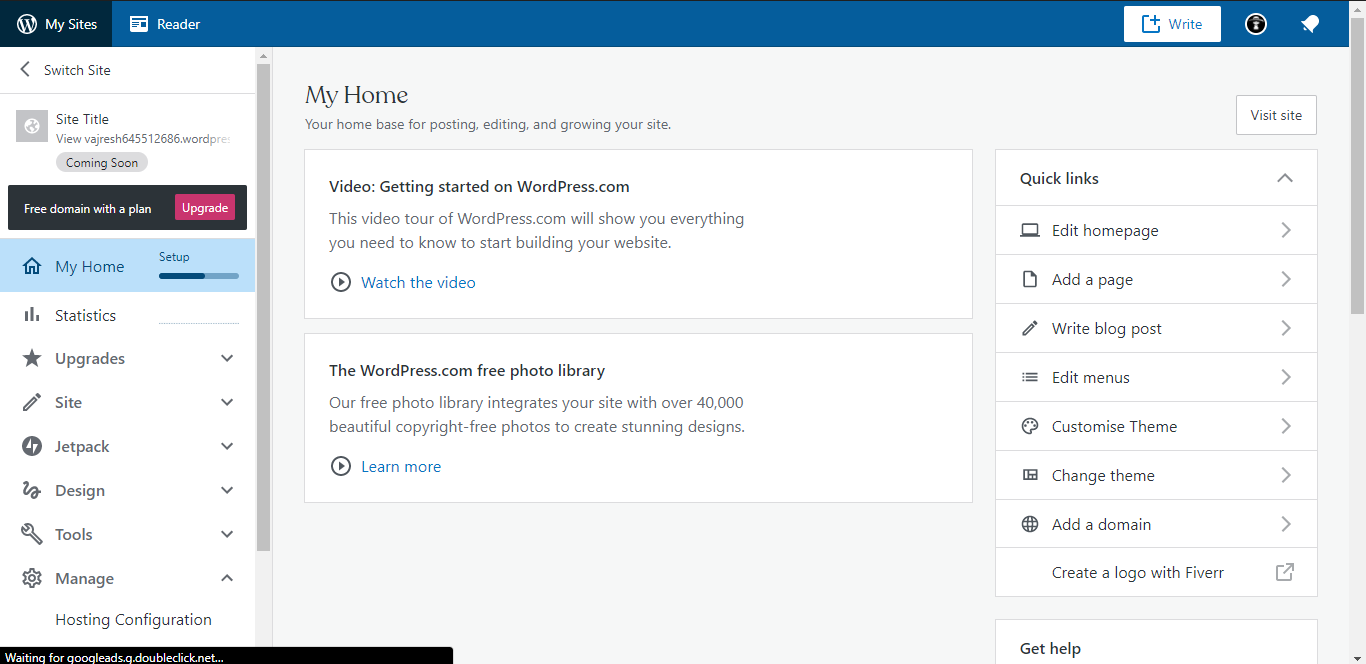 My Sites
Reader
Write
Switch Site
Site Title
View vajresh645512686.wordpres
Coming Soon
Free domain with a plan
Upgrade
My Home
Setup
Statistics
Upgrades
Site
Jetpack
Design
Tools
Manage
Hosting Configuration
Waiting for googleads.g.doubleclick.net...
My Home
Your home base for posting, editing, and growing your site.
Visit site
Video: Getting started on WordPress.com
This video tour of WordPress.com will show you everything
you need to know to start building your website.
Watch the video
The WordPress.com free photo library
Our free photo library integrates your site with over 40,000
beautiful copyright-free photos to create stunning designs.
Learn more
Quick links
Edit homepage
Add a page
Write blog post
Edit menus
Customise Theme
Change theme
Add a domain
Create a logo with Fiverr
Get help